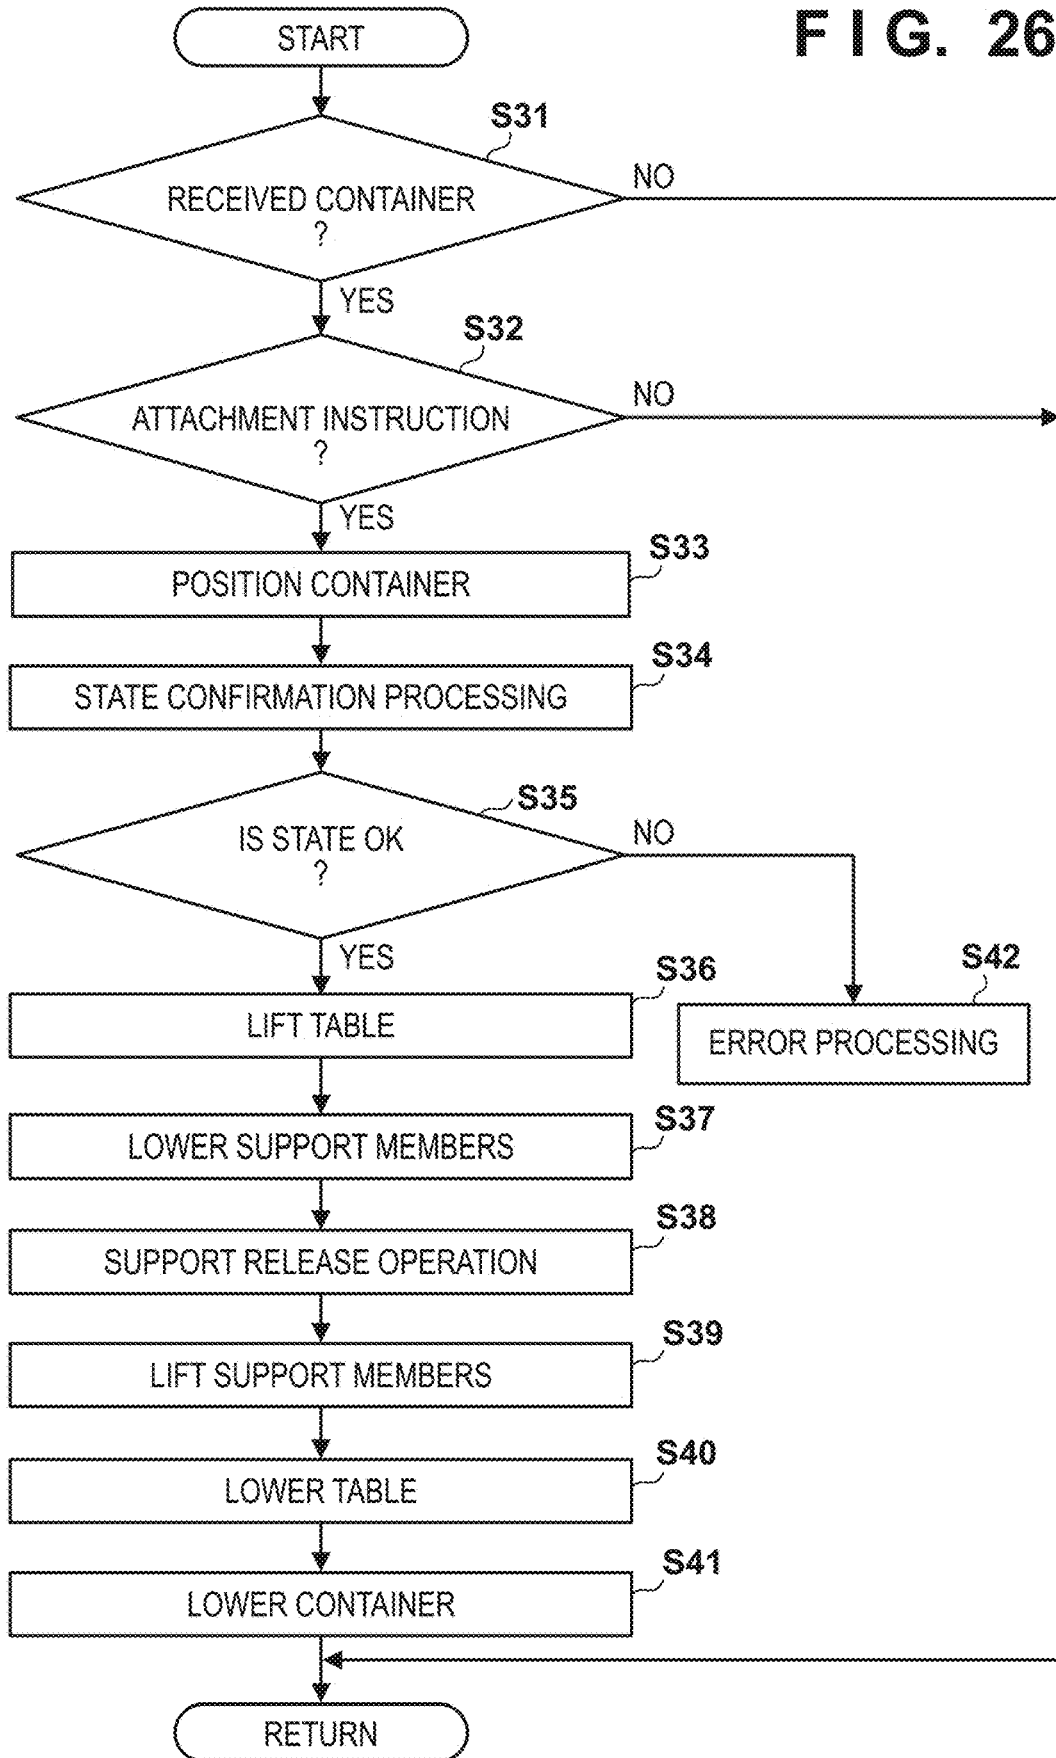 FIG. 26
START
S31
RECEIVED CONTAINER
?
NO
YES
S32
ATTACHMENT INSTRUCTION
?
NO
YES
S33
POSITION CONTAINER
S34
STATE CONFIRMATION PROCESSING
S35
IS STATE OK
?
NO
YES
S36
LIFT TABLE
S42
ERROR PROCESSING
S37
LOWER SUPPORT MEMBERS
S38
SUPPORT RELEASE OPERATION
S39
LIFT SUPPORT MEMBERS
S40
LOWER TABLE
S41
LOWER CONTAINER
RETURN